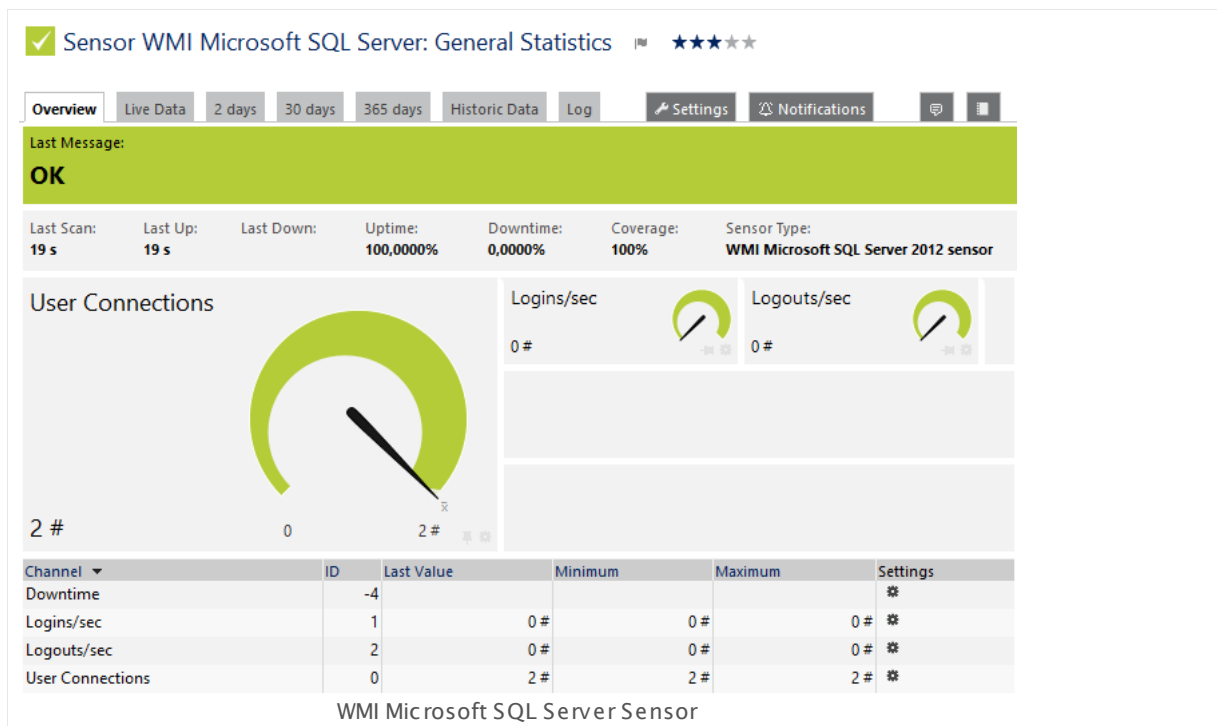 Sensor WMI Microsoft SQL Server: General Statistics
Overview Live Data 2 days 30 days 365 days Historic Data Log Settings Notifications
Last Message:
OK
Last Scan: Last Up: Last Down: Uptime: Downtime: Coverage: Sensor Type:
19 s 19 s 100,0000% 0,0000% 100% WMI Microsoft SQL Server 2012 sensor
User Connections
Logins/sec
0 #
Logouts/sec
0 #
x̄
2 # 0 2 #
Channel ID Last Value Minimum Maximum Settings
Downtime -4
Logins/sec 1 0 # 0 # 0 #
Logouts/sec 2 0 # 0 # 0 #
User Connections 0 2 # 2 # 2 #
WMI Microsoft SQL Server Sensor